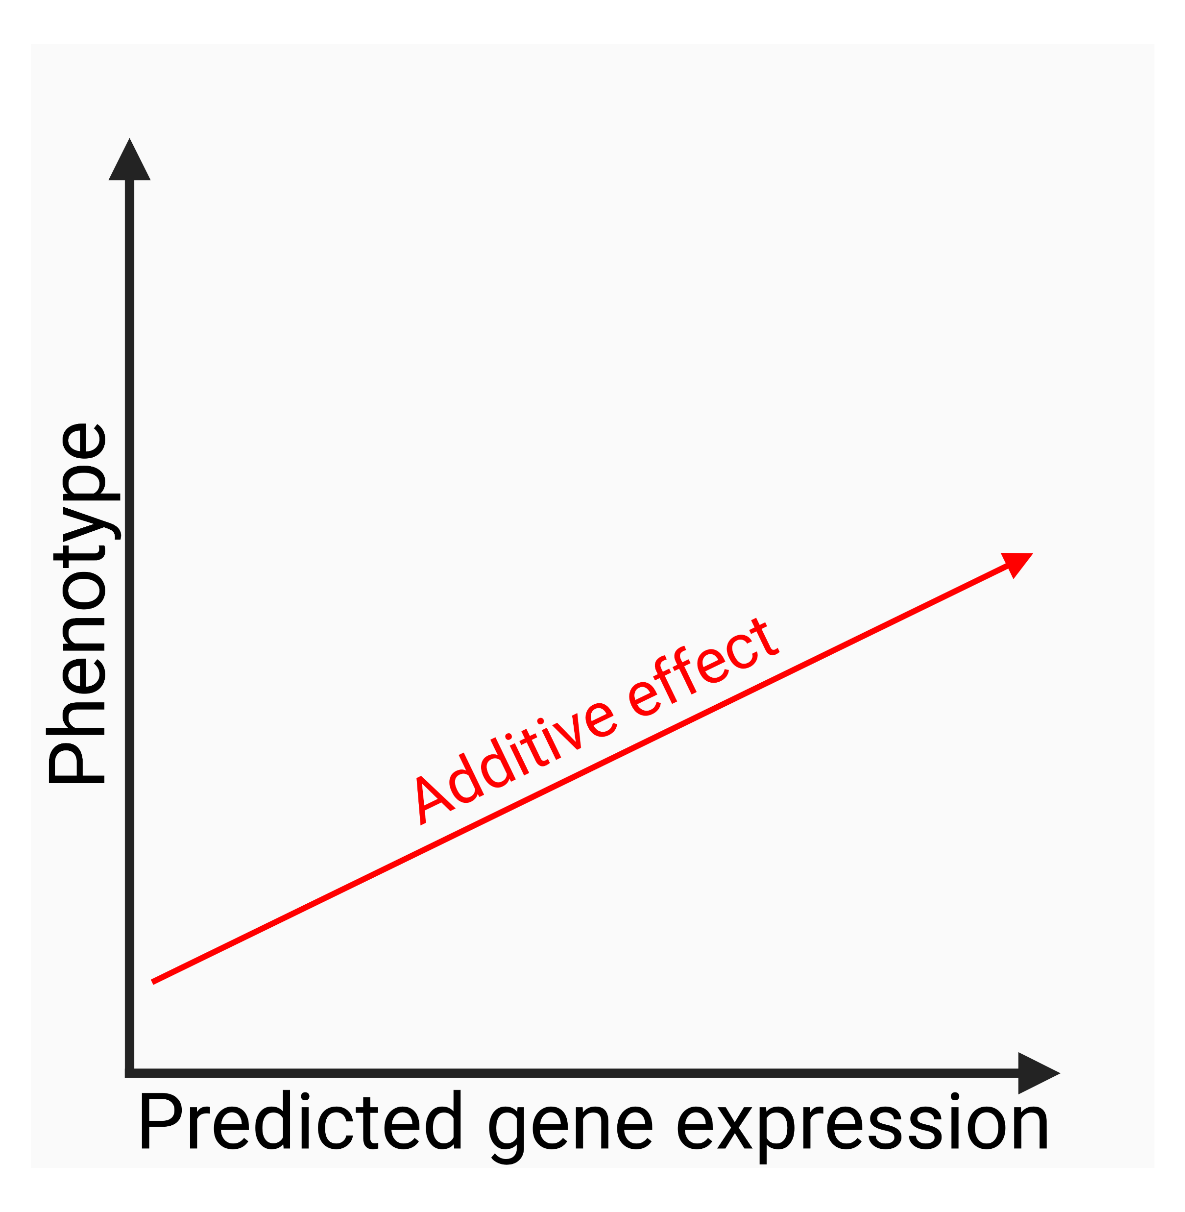 Phenotype
Additive effect
Predicted gene expression